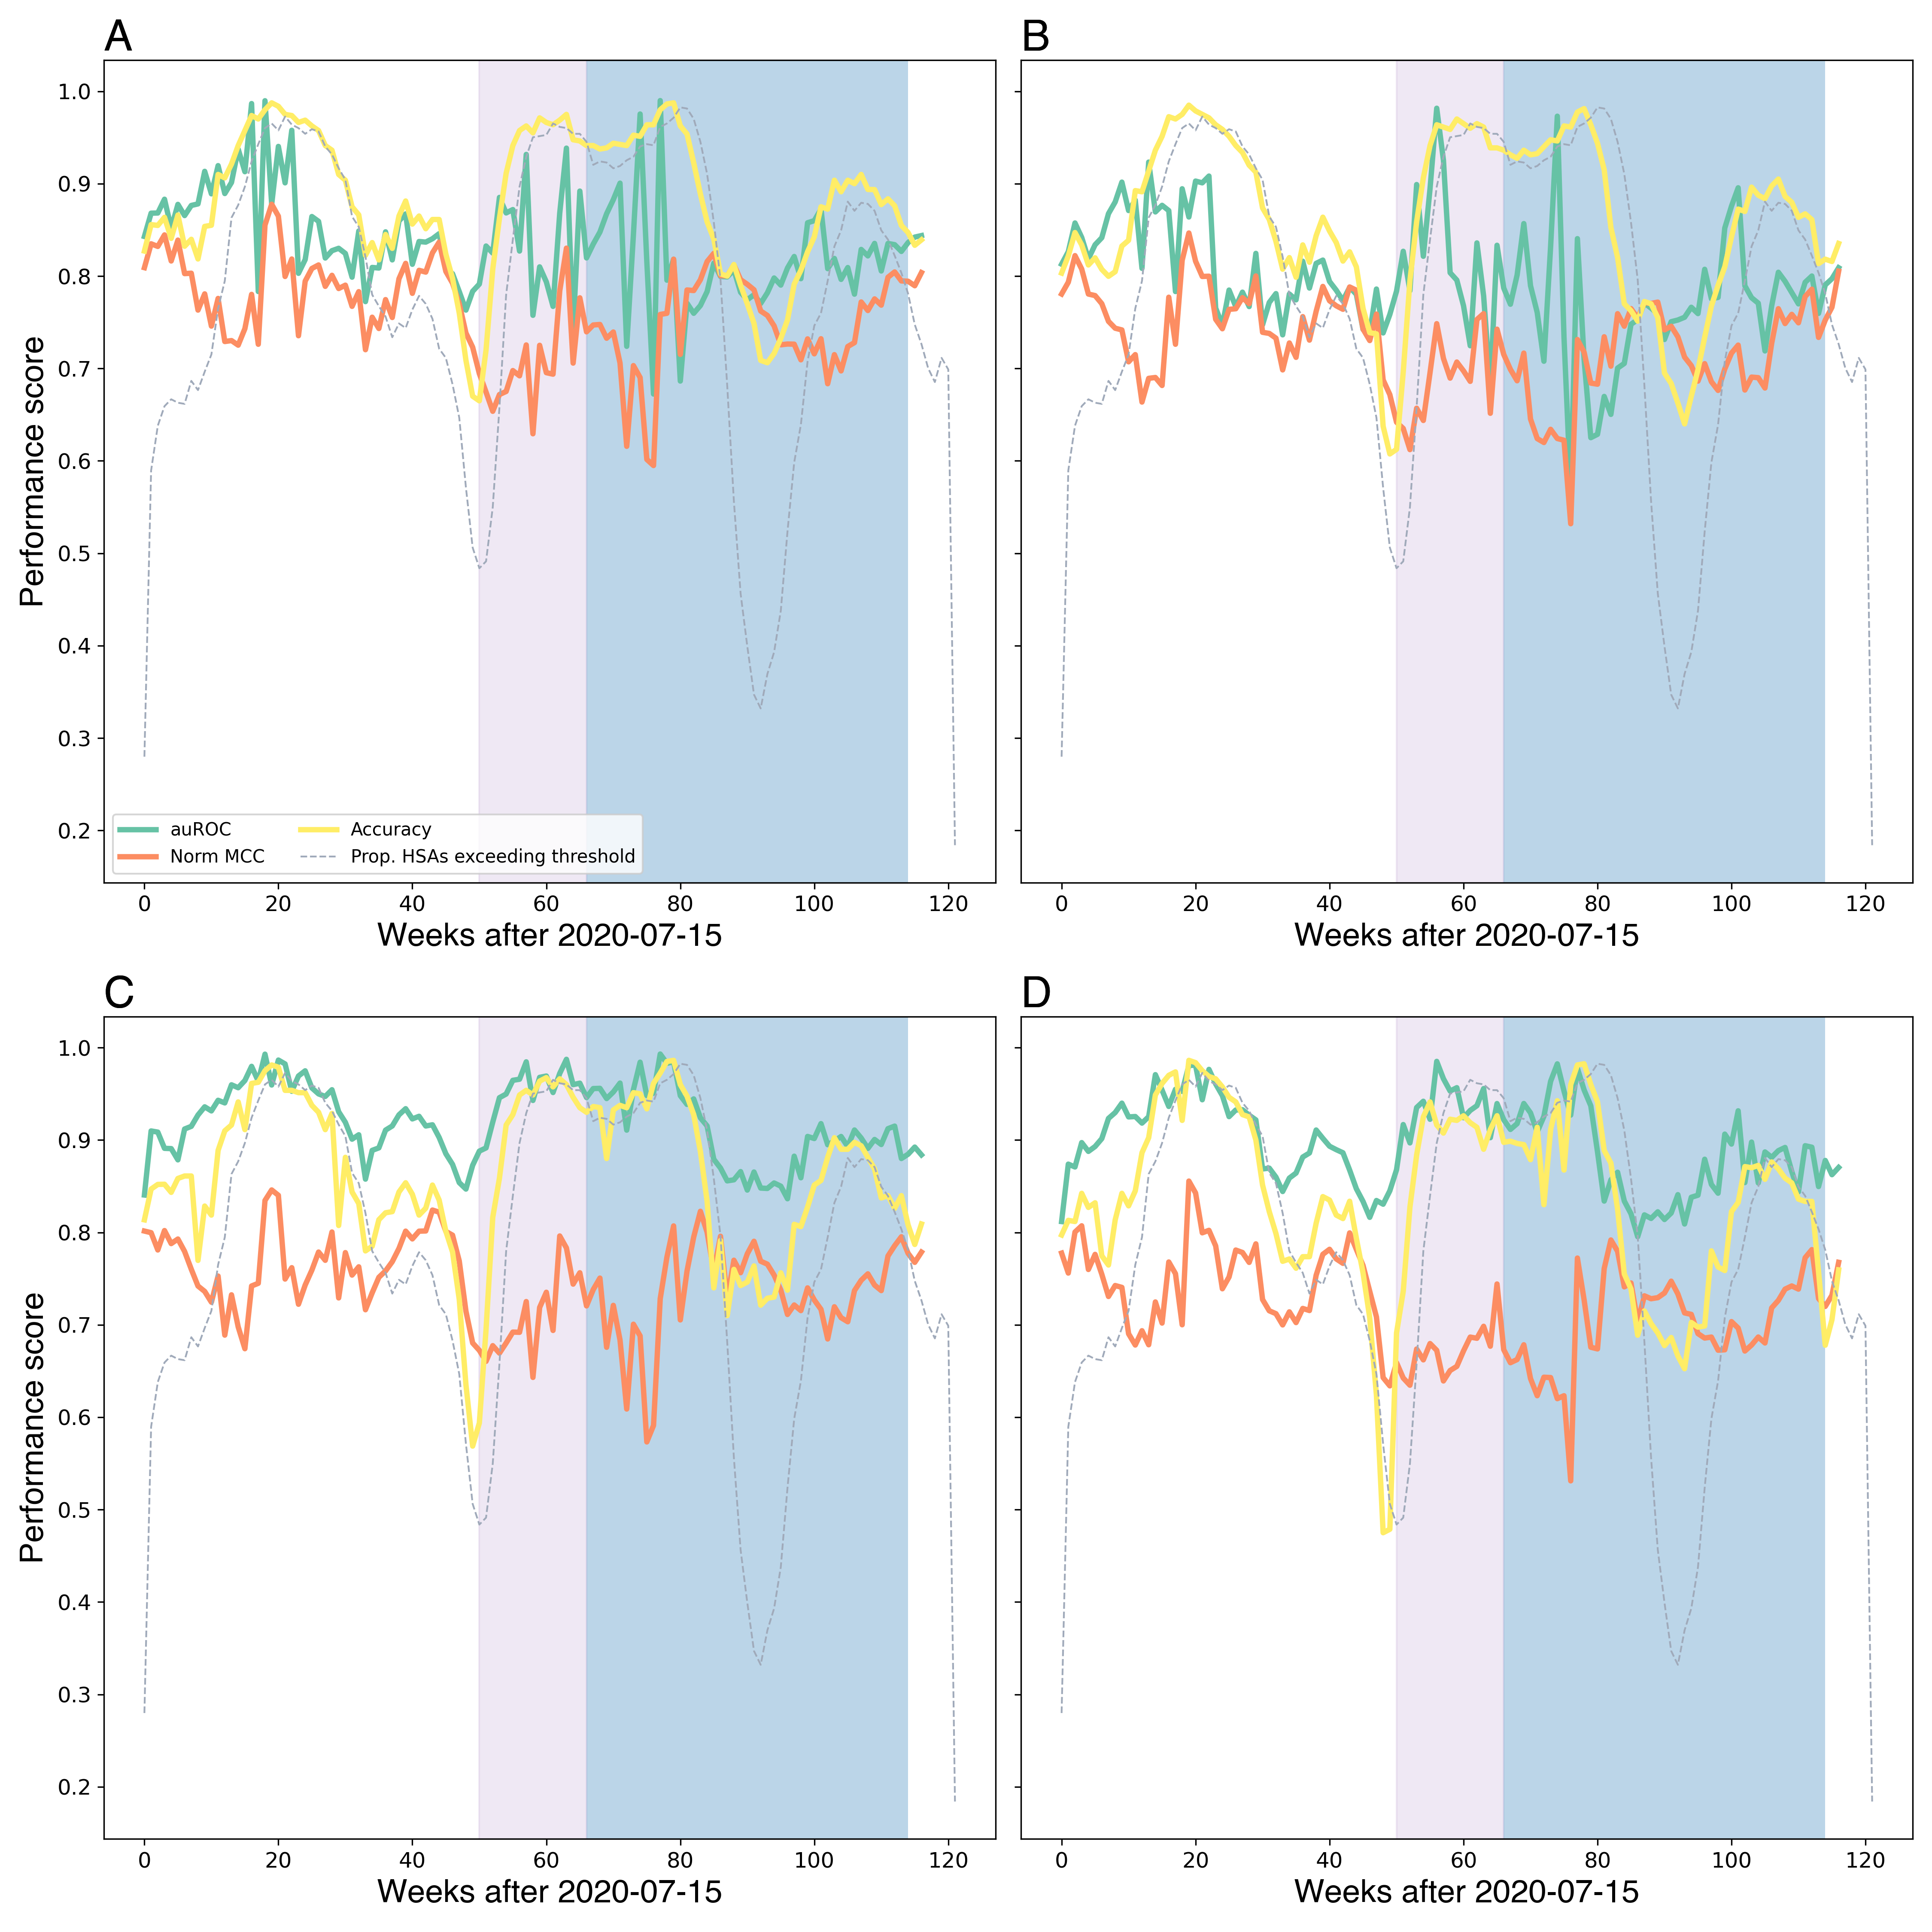 A
B
1.0
0.9
0.8
0.7
0.6
0.5
0.4
0.3
0.2
Performance score
auROC
Accuracy
Norm MCC
Prop. HSAs exceeding threshold
0 20 40 60 80 100 120
0 20 40 60 80 100 120
Weeks after 2020-07-15
Weeks after 2020-07-15
C
D
1.0
0.9
0.8
0.7
0.6
0.5
0.4
0.3
0.2
Performance score
0 20 40 60 80 100 120
0 20 40 60 80 100 120
Weeks after 2020-07-15
Weeks after 2020-07-15